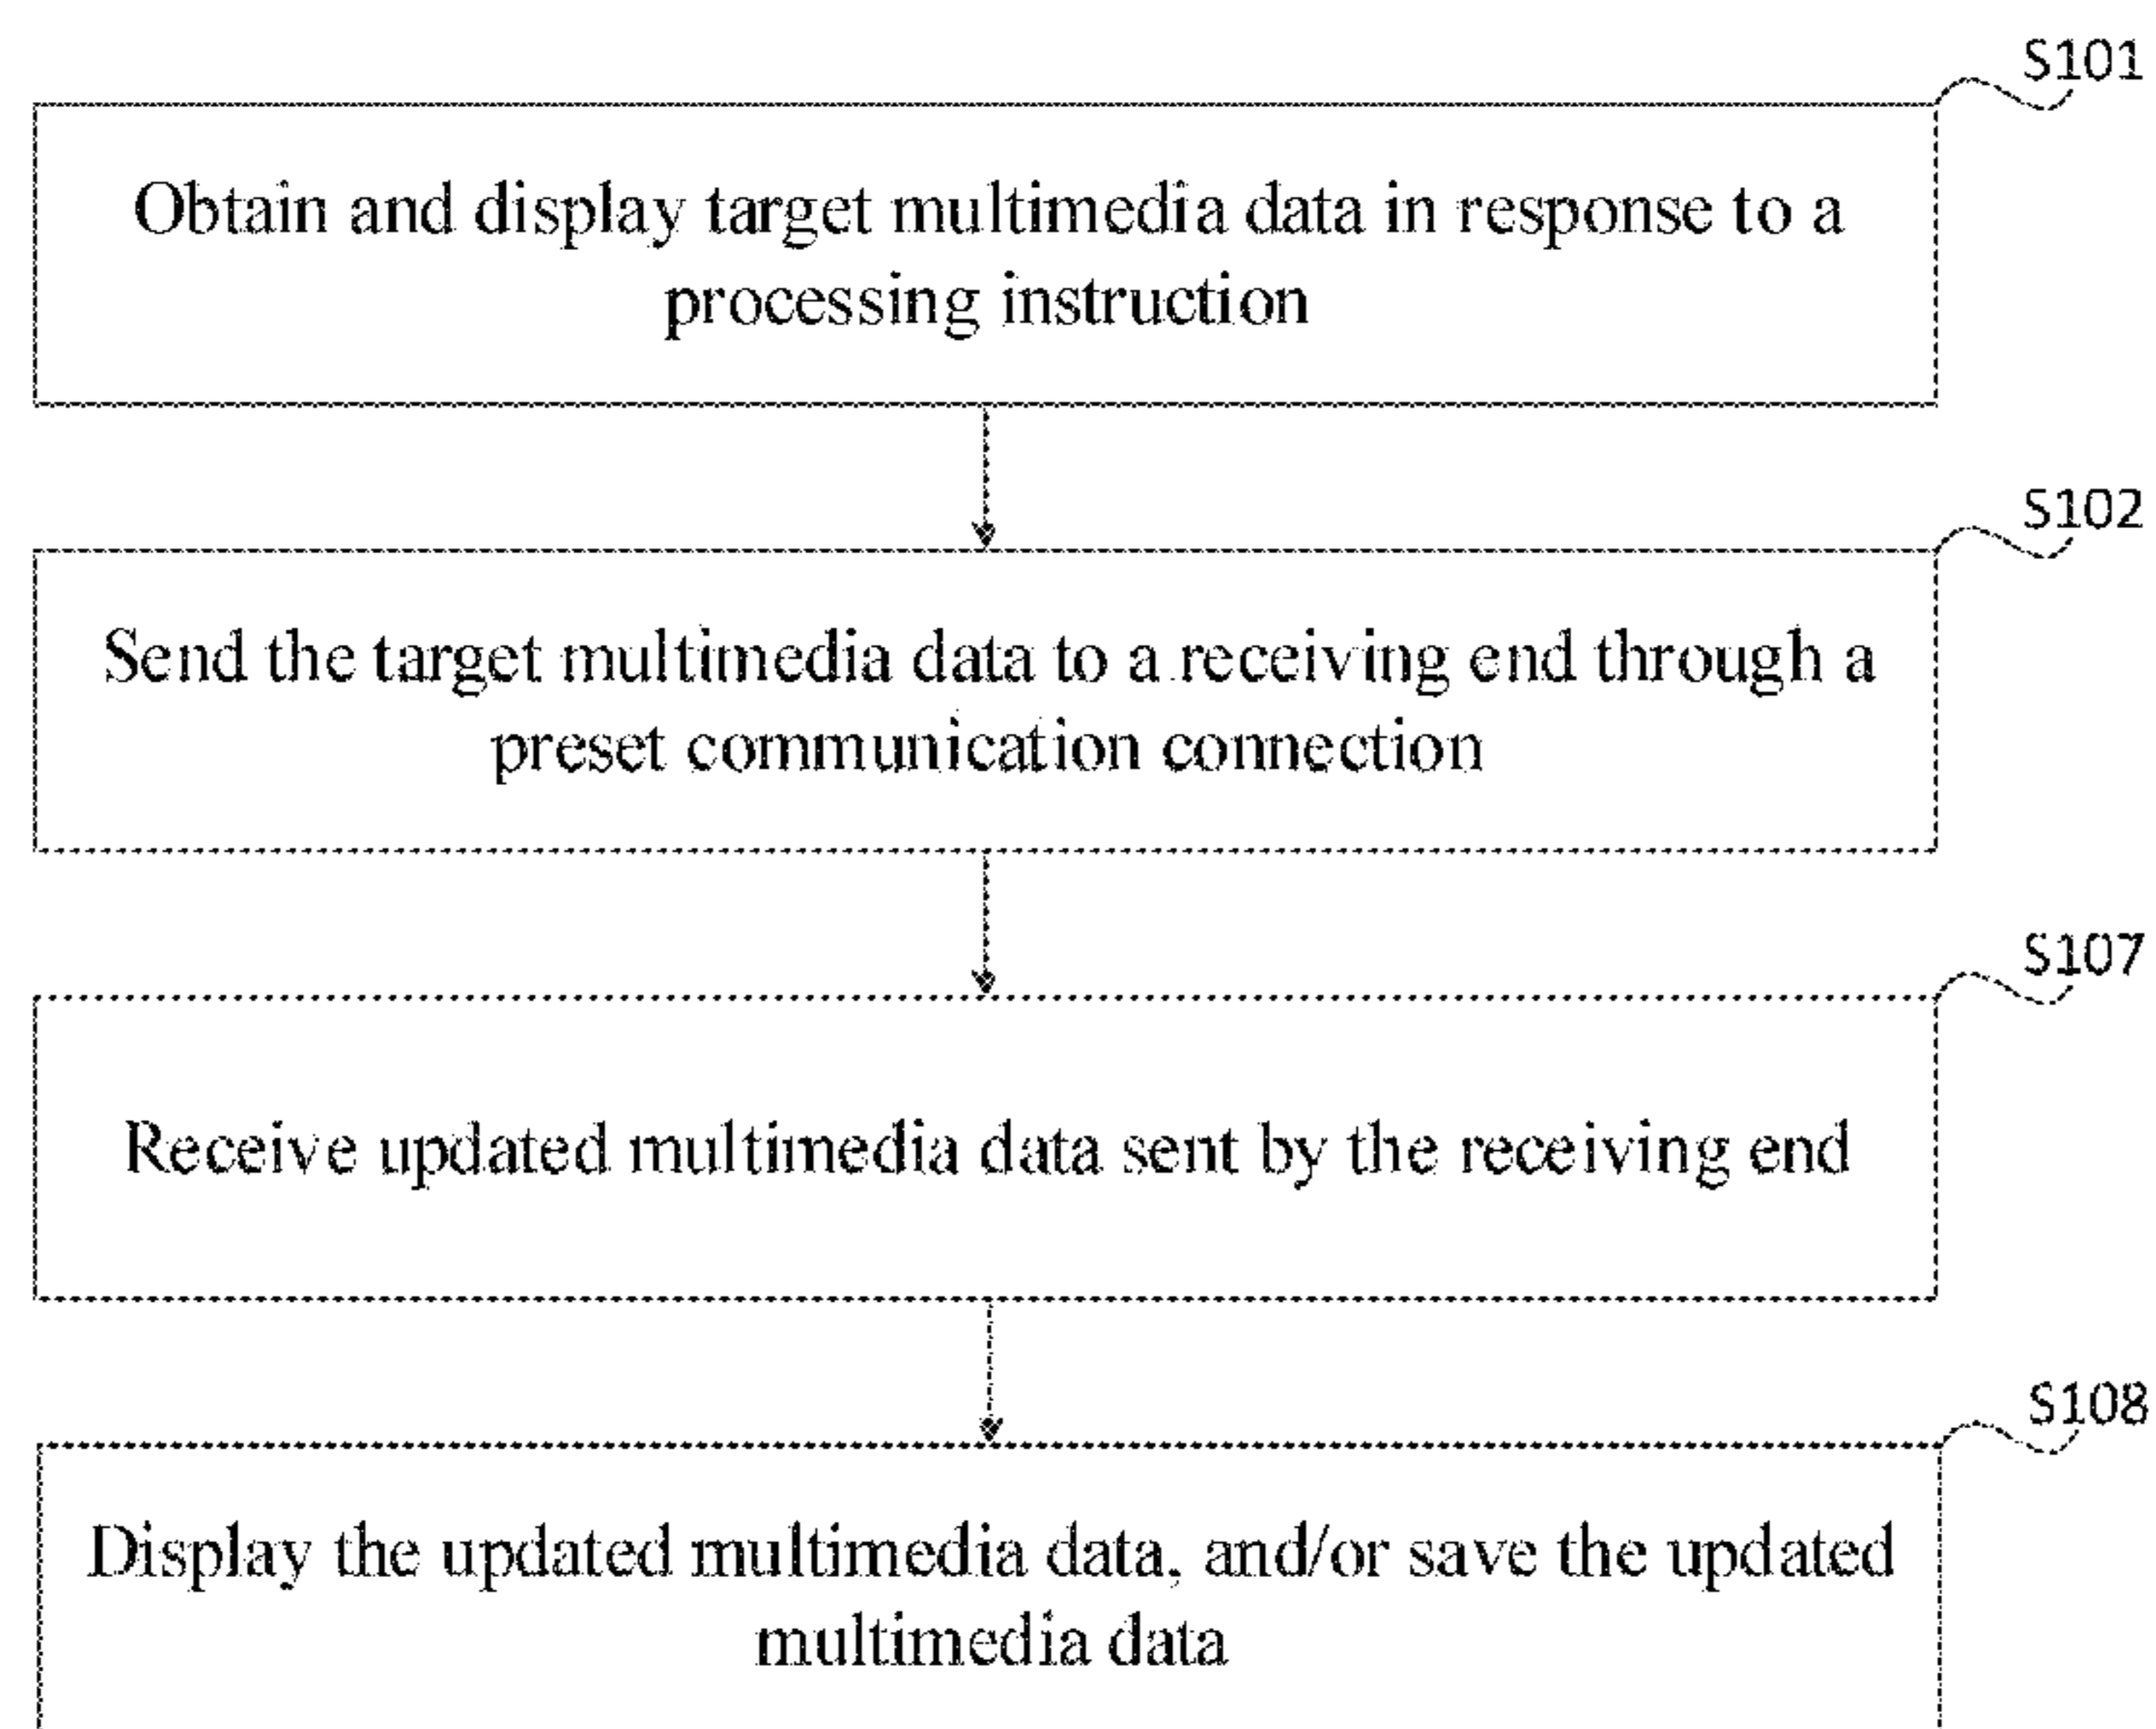 S101
Obtain and display target multimedia data in response to a
processing instruction
S102
Send the target multimedia data to a receiving end through a
preset communication connection
S107
Receive updated multimedia data sent by the receiving end
S108
Display the updated multimedia data, and/or save the updated
multimedia data